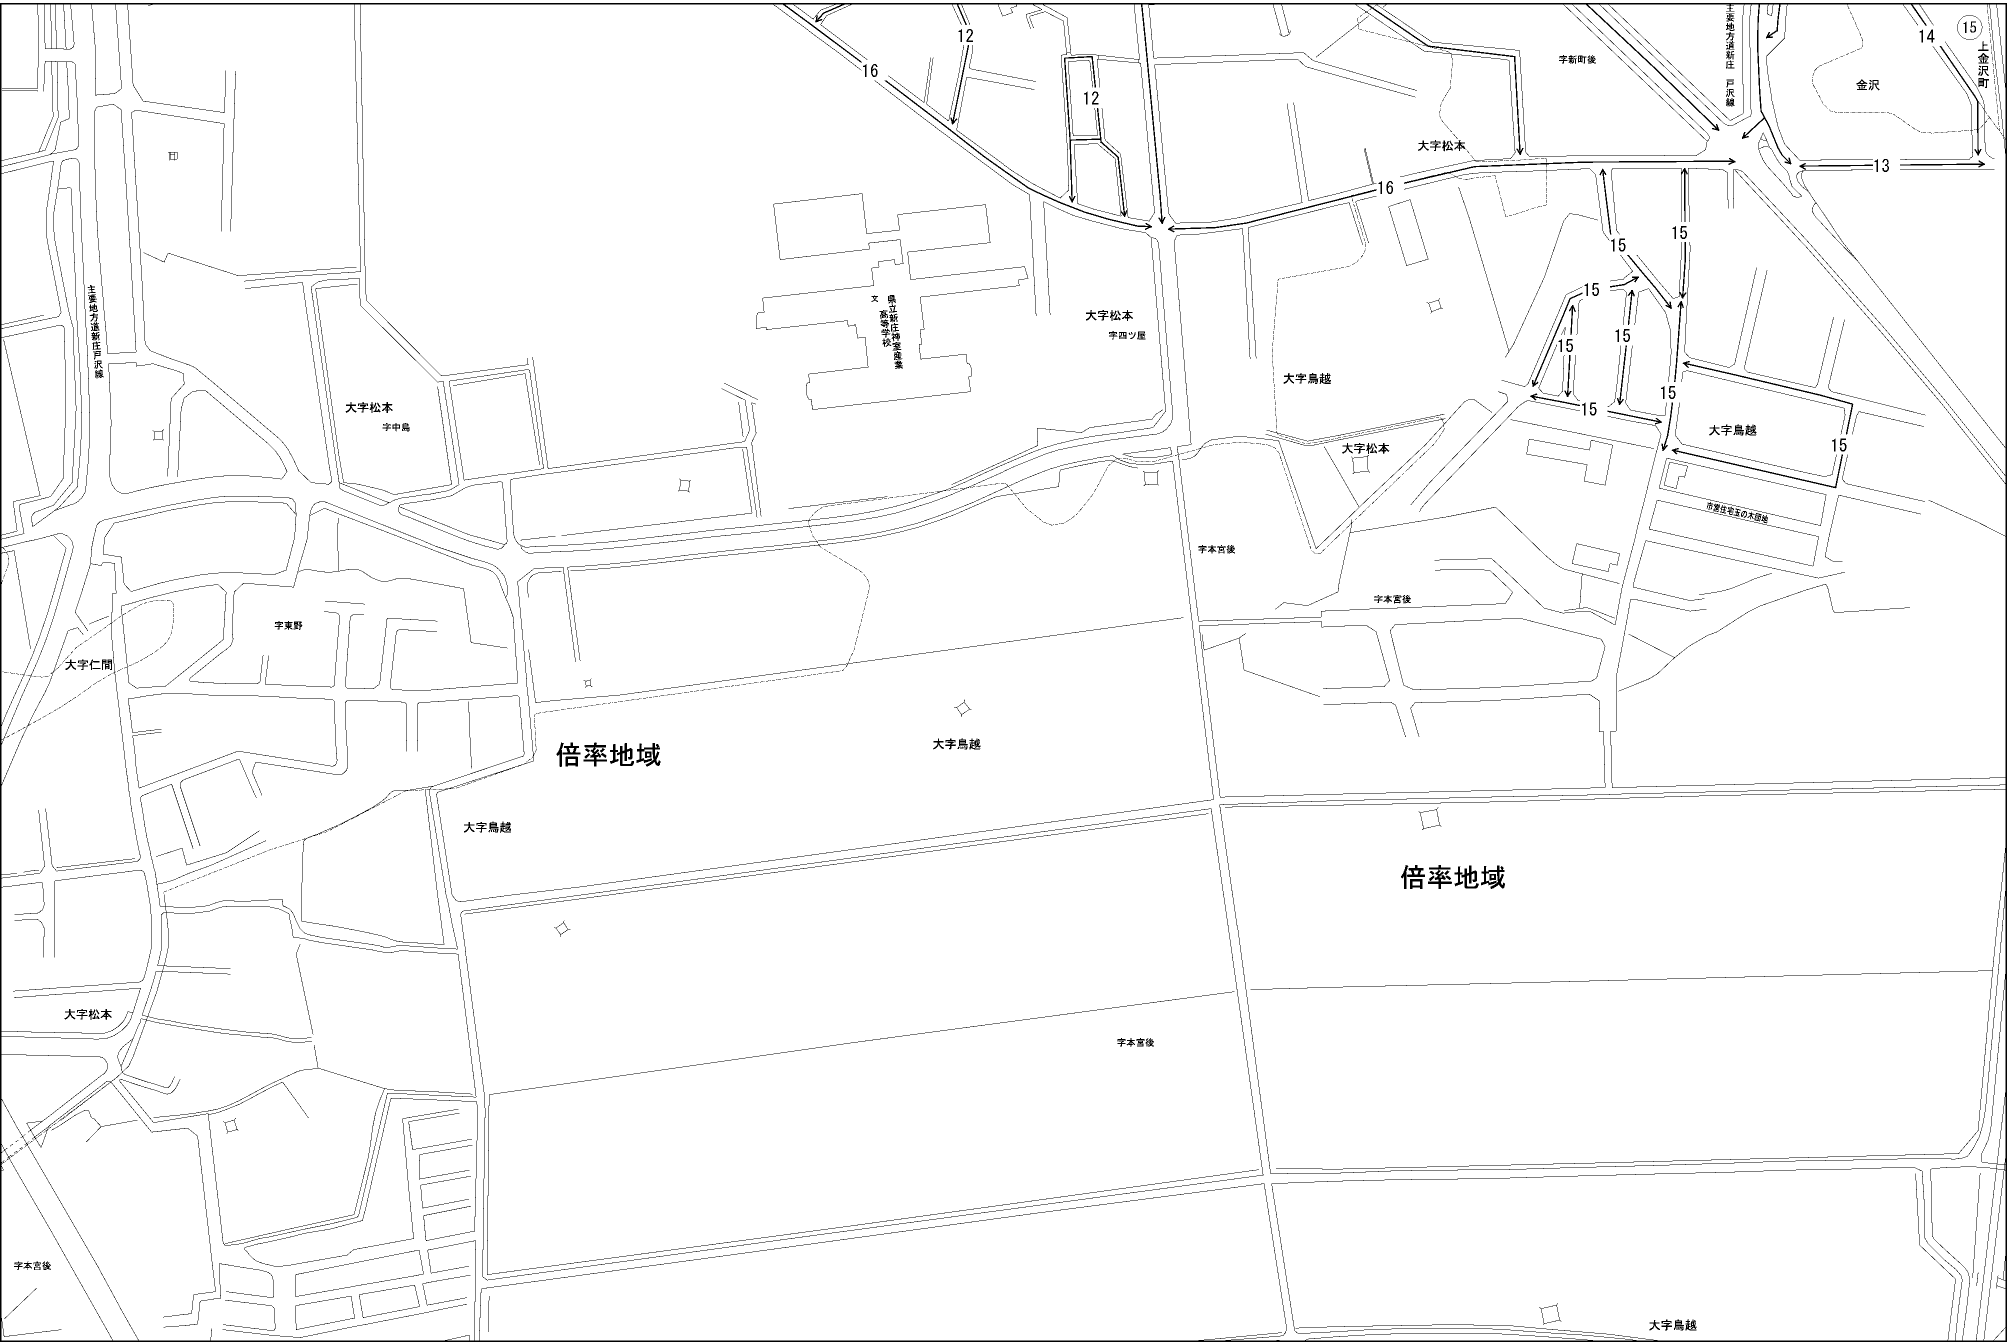 12
14
15
上金沢町
主要地方道新庄 戸沢線
字新町後
16
金沢
12
大字松本
13
16
15
15
主要地方道新庄戸沢線
15
文
県立新庄神室産業
高等学校
大字松本
字四ツ屋
15
15
大字鳥越
15
大字松本
字中島
15
大字鳥越
15
大字松本
市営住宅玉の木団地
字本宮後
字本宮後
字東野
大字仁間
大字鳥越
倍率地域
大字鳥越
倍率地域
大字松本
字本宮後
字本宮後
大字鳥越